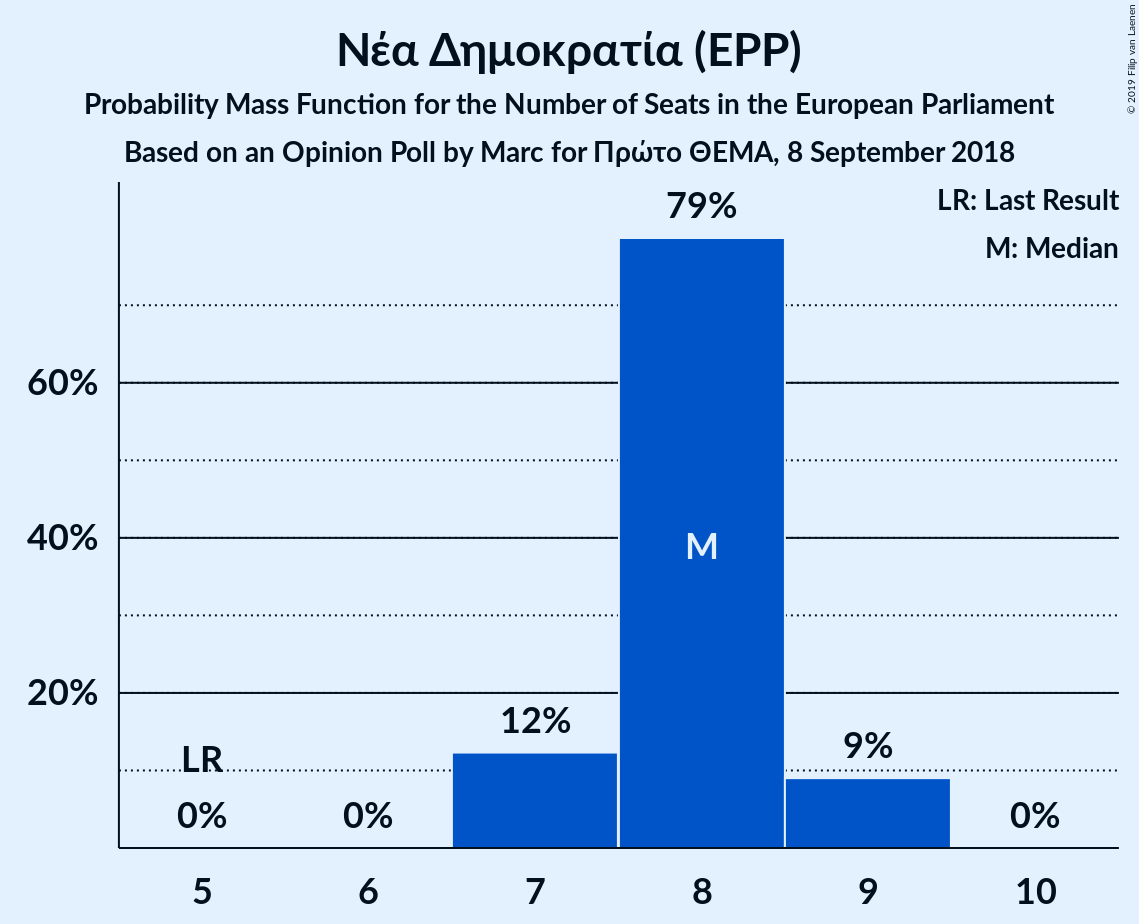 Νέα Δημοκρατία (EPP)
Probability Mass Function for the Number of Seats in the European Parliament
Based on an Opinion Poll by Marc for Πρώτο ΘΕΜΑ, 8 September 2018
© 2019 Filip van Laenen
LR: Last Result
M: Median
79%
60%
40%
M
20%
12%
9%
LR
0%
0%
0%
5
6
7
8
9
10